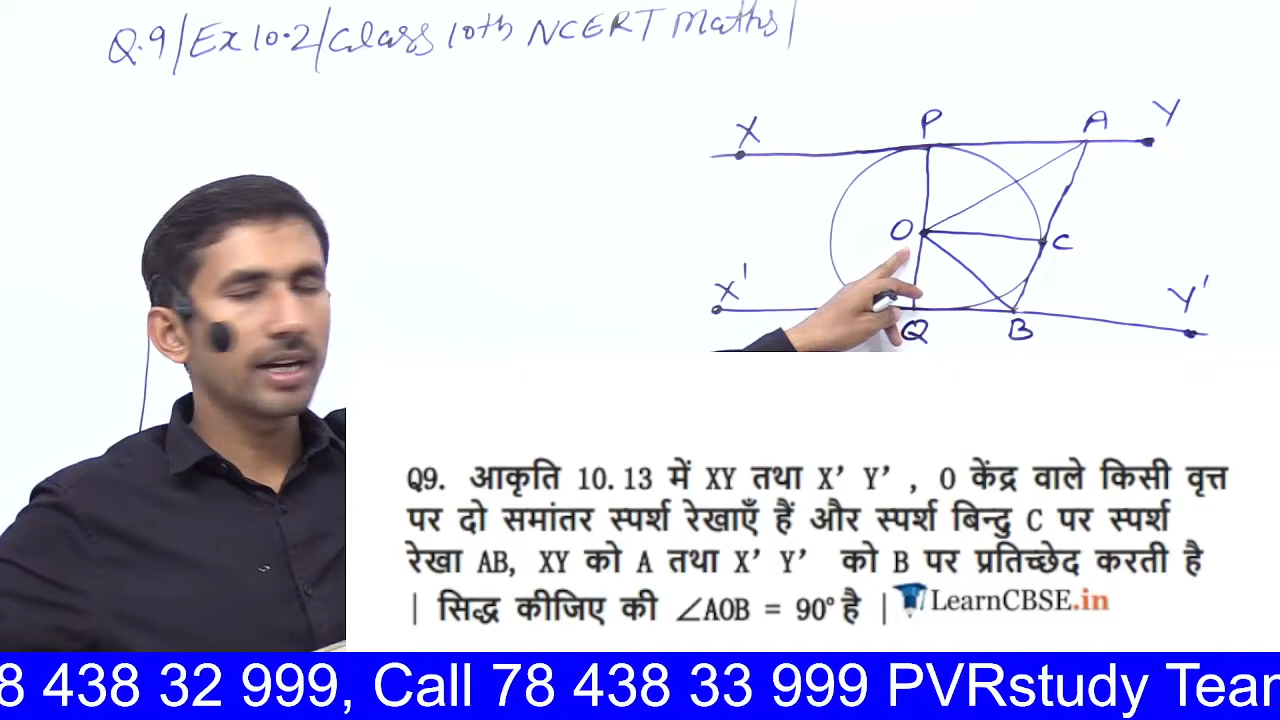 Q.9/Ex 10.2/Class 10th NCERT Maths/
X P A Y
O C
X' Q B Y'
Q9. आकृति 10.13 में XY तथा X’ Y’ , O केंद्र वाले किसी वृत्त
पर दो समांतर स्पर्श रेखाएँ हैं और स्पर्श बिन्दु C पर स्पर्श
रेखा AB, XY को A तथा X’ Y’ को B पर प्रतिच्छेद करती है
| सिद्ध कीजिए की ∠AOB = 90° है |
LearnCBSE.in
8 438 32 999, Call 78 438 33 999 PVRstudy Tear